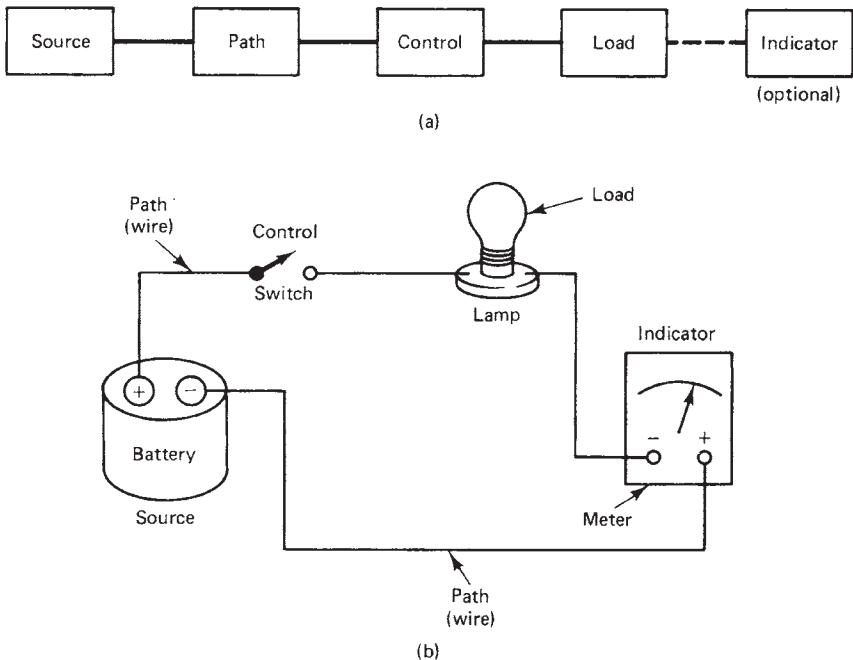 Source
Path
Control
Load
Indicator
(optional)
(a)
Path
(wire)
Control
Switch
Load
Lamp
Indicator
+
−
Battery
Source
−
+
Meter
Path
(wire)
(b)